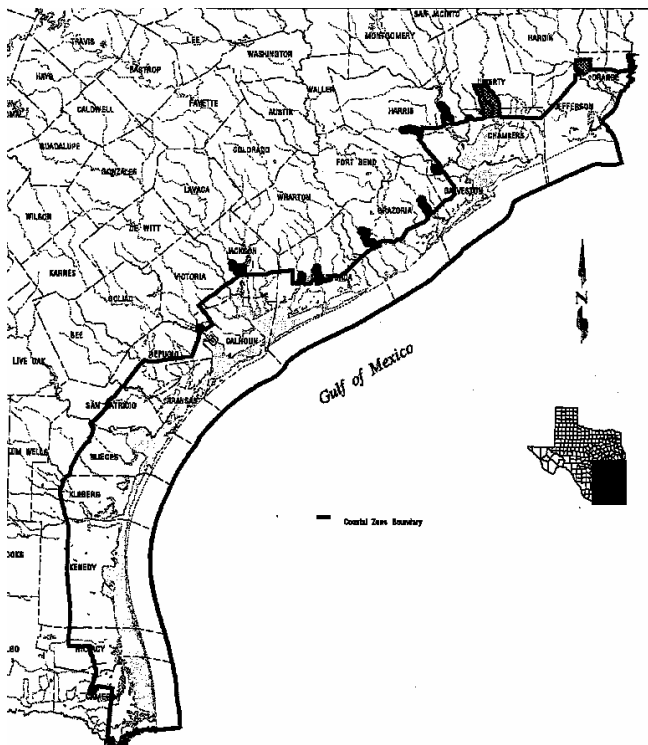 SAN JACINTO
MONTGOMERY
HARDIN
TRAVIS
LEE
WASHINGTON
BASTROP
HAYS
WALLER
LIBERTY
ORANGE
CALDWELL
FAYETTE
AUSTIN
HARRIS
JEFFERSON
CHAMBERS
GUADALUPE
COLORADO
FORT BEND
GONZALES
LAVACA
WHARTON
GALVESTON
BRAZORIA
WILSON
DE WITT
JACKSON
KARNES
VICTORIA
GOLIAD
BEE
CALHOUN
REFUGIO
LIVE OAK
Gulf of Mexico
N
SAN PATRICIO
ARANSAS
NUECES
KLEBERG
Coastal Zone Boundary
KENEDY
WILLACY